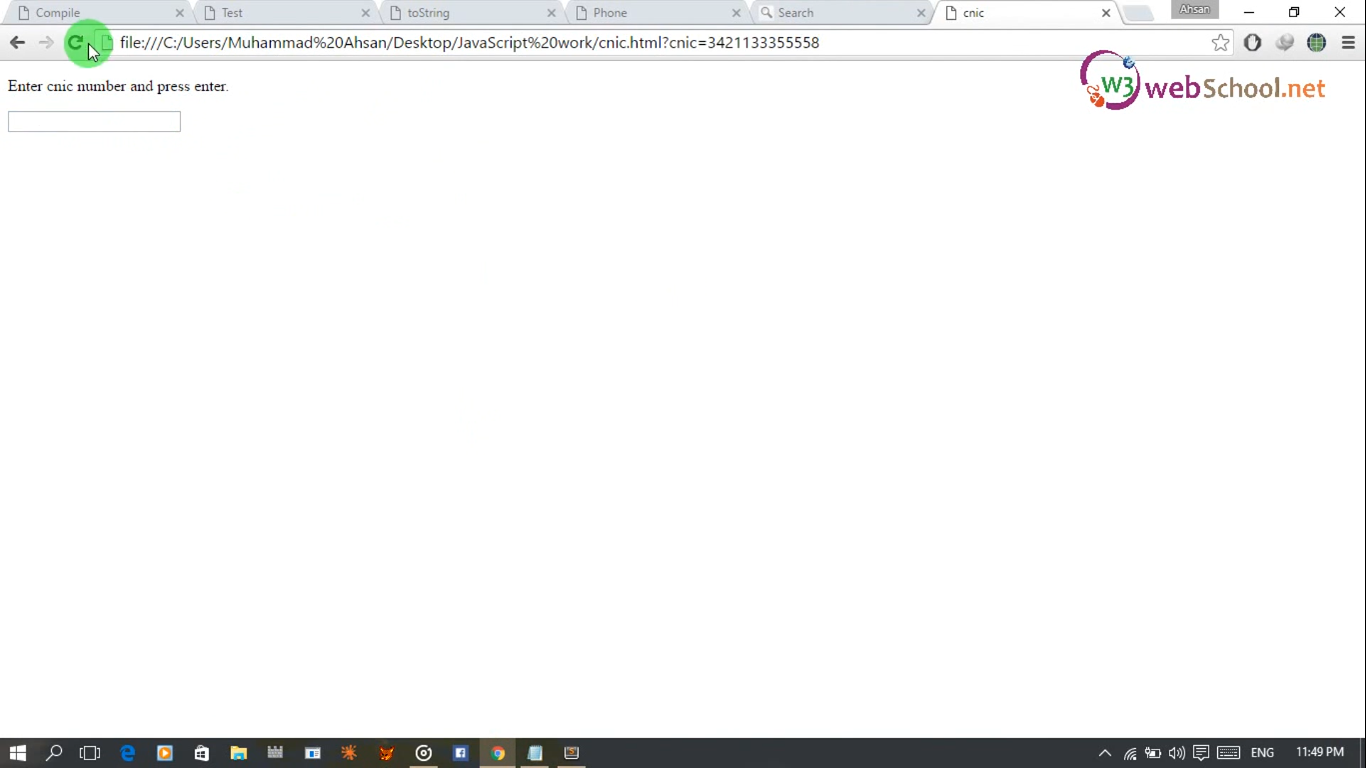 Compile
Test
toString
Phone
Search
cnic
Ahsan
file:///C:/Users/Muhammad%20Ahsan/Desktop/JavaScript%20work/cnic.html?cnic=3421133355558
Enter cnic number and press enter.
W3 webSchool.net
ENG
11:49 PM